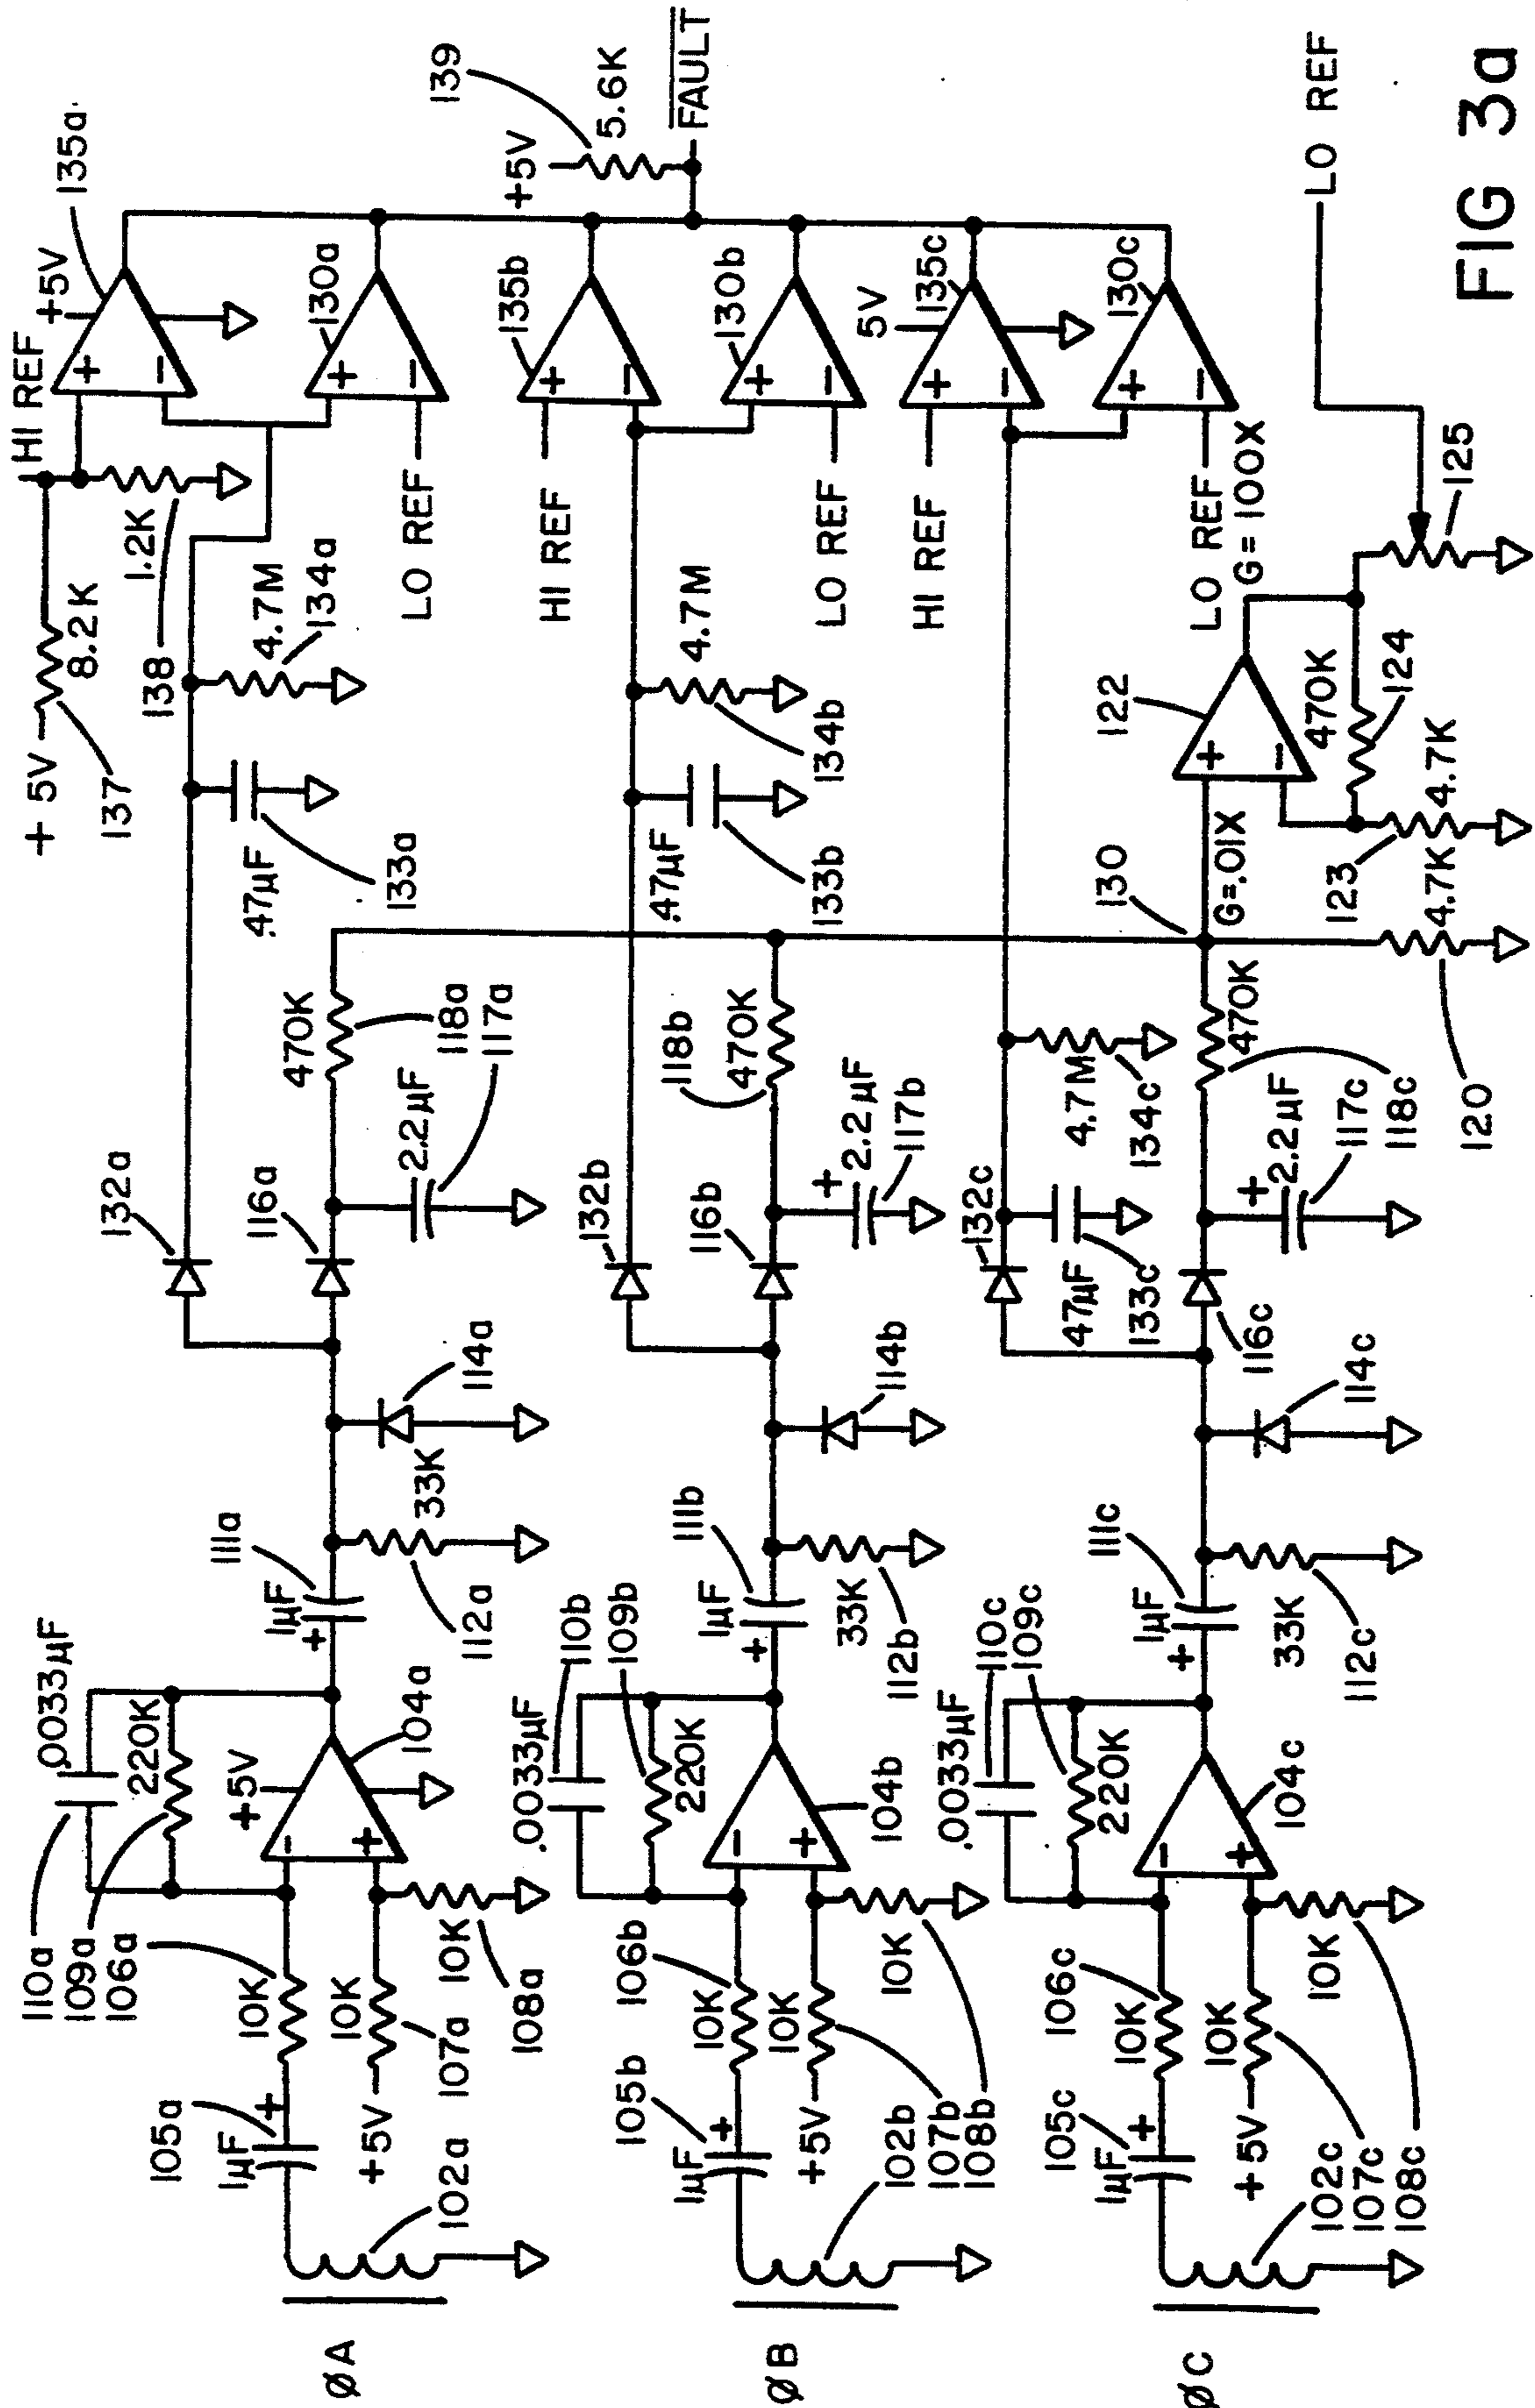 ØA
102a
1µF
105a
+
+5V
10K
107a
10K
106a
109a
110a
10K
108a
-
+
+5V
220K
.0033µF
104a
+
1µF
111a
112a
33K
114a
116a
132a
2.2µF
117a
118a
470K
.47µF
133a
4.7M
134a
+5V
137
8.2K
138
1.2K
HI REF
+5V
+
-
135a
LO REF
+
-
130a
ØB
102b
107b
108b
1µF
105b
+
+5V
10K
10K
106b
10K
-
+
220K
.0033µF
109b
110b
104b
+
1µF
111b
33K
112b
114b
116b
132b
+
2.2µF
117b
118b
470K
.47µF
133b
4.7M
134b
HI REF
+
-
135b
LO REF
+
-
130b
+5V
5.6K
139
FAULT
ØC
102c
107c
108c
1µF
105c
+
+5V
10K
10K
106c
10K
-
+
220K
.0033µF
109c
110c
104c
+
1µF
111c
33K
112c
114c
116c
132c
47µF
133c
4.7M
134c
+
2.2µF
117c
118c
470K
120
4.7K
130
G=.01X
123
4.7K
+
-
122
470K
124
G=100X
125
LO REF
HI REF
5V
+
-
135c
LO REF
+
-
130c
FIG 3a